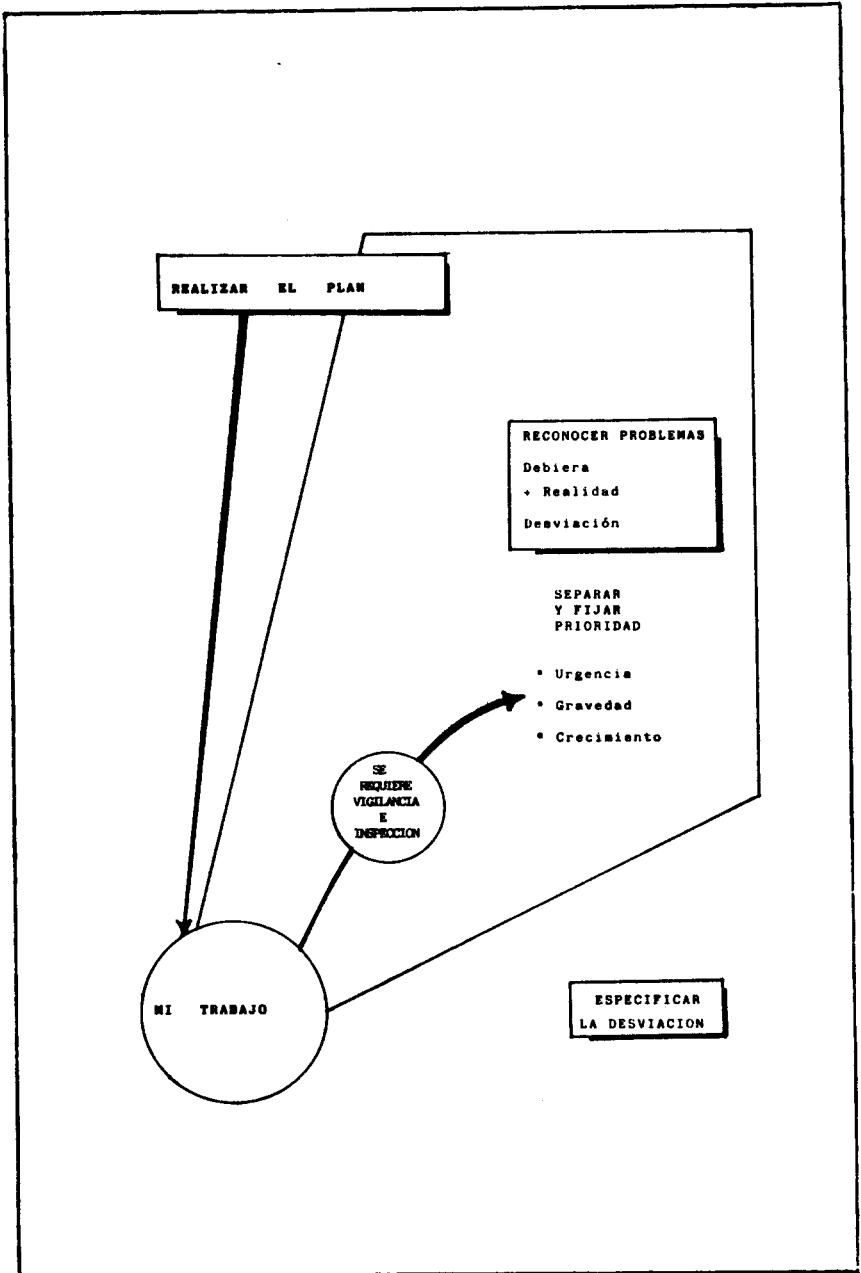 REALIZAR EL PLAN
RECONOCER PROBLEMAS
Debiera
+ Realidad
Desviación
SEPARAR
Y FIJAR
PRIORIDAD
* Urgencia
* Gravedad
* Crecimiento
SE
REQUIERE
VIGILANCIA
E
INSPECCION
MI TRABAJO
ESPECIFICAR
LA DESVIACION